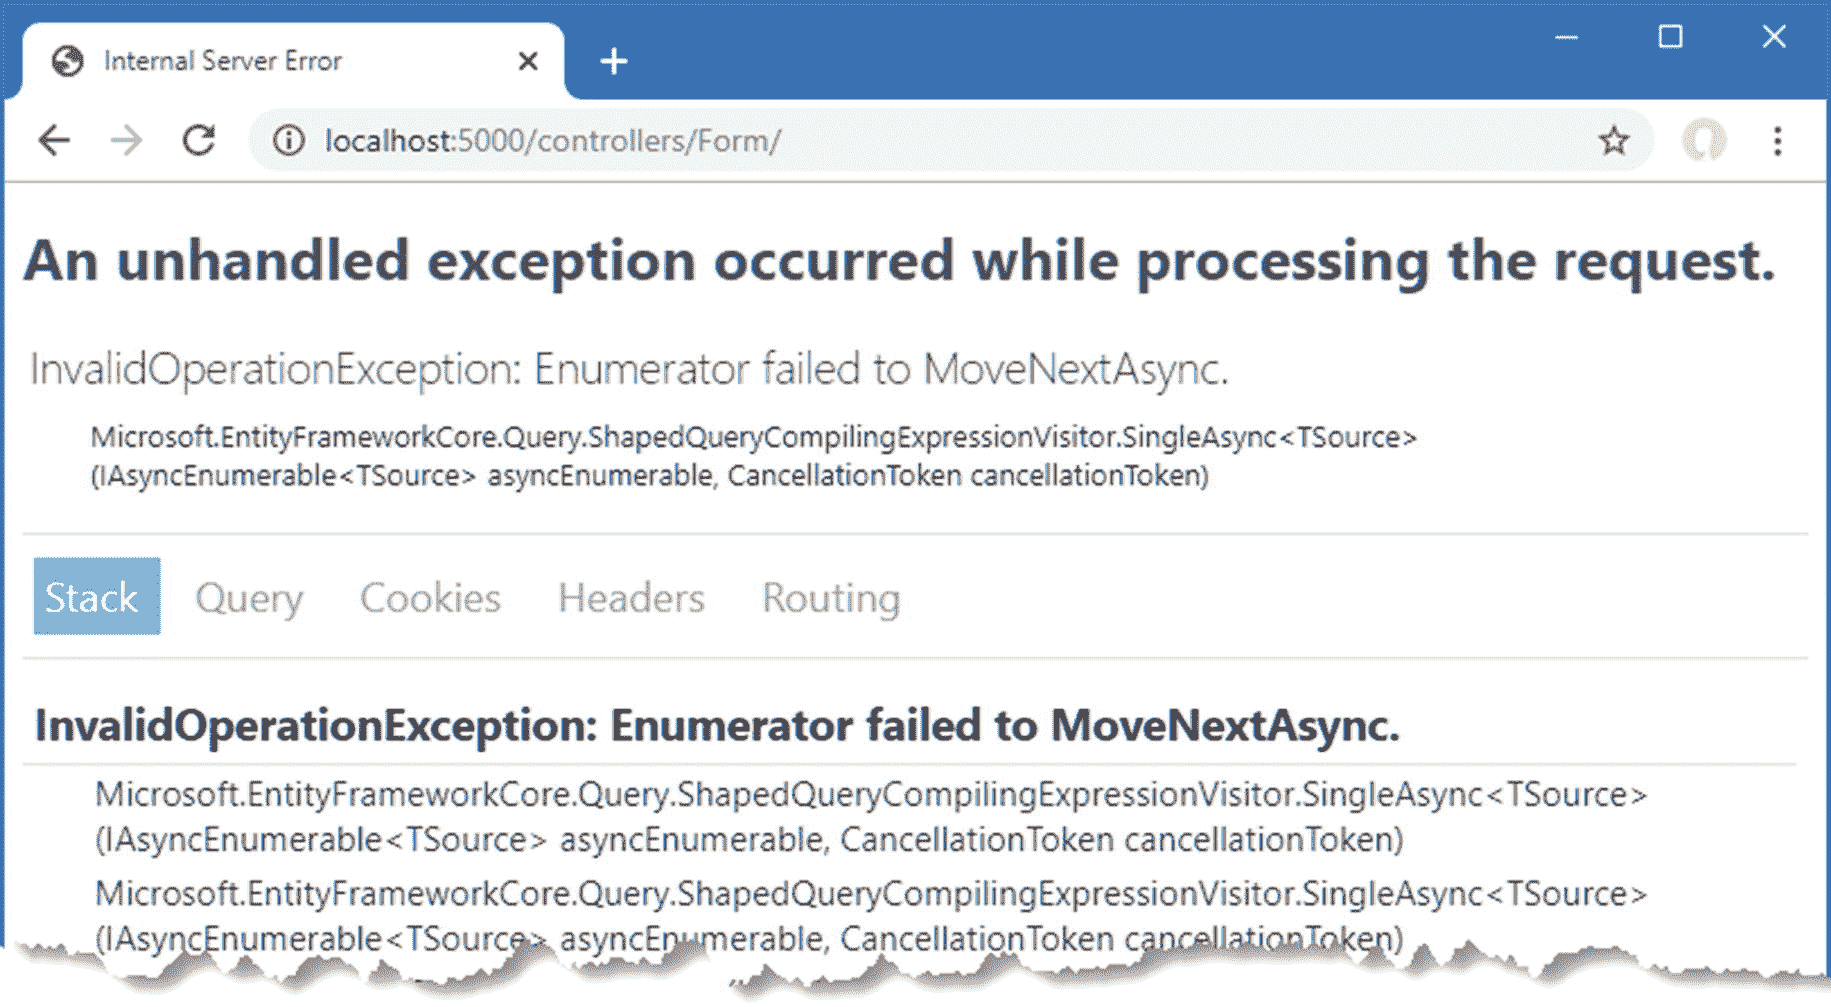 Internal Server Error
localhost:5000/controllers/Form/
An unhandled exception occurred while processing the request.
InvalidOperationException: Enumerator failed to MoveNextAsync.
Microsoft.EntityFrameworkCore.Query.ShapedQueryCompilingExpressionVisitor.SingleAsync<TSource>
(IAsyncEnumerable<TSource> asyncEnumerable, CancellationToken cancellationToken)
Stack Query Cookies Headers Routing
InvalidOperationException: Enumerator failed to MoveNextAsync.
Microsoft.EntityFrameworkCore.Query.ShapedQueryCompilingExpressionVisitor.SingleAsync<TSource>
(IAsyncEnumerable<TSource> asyncEnumerable, CancellationToken cancellationToken)
Microsoft.EntityFrameworkCore.Query.ShapedQueryCompilingExpressionVisitor.SingleAsync<TSource>
(IAsyncEnumerable<TSource> asyncEnumerable, CancellationToken cancellationToken)